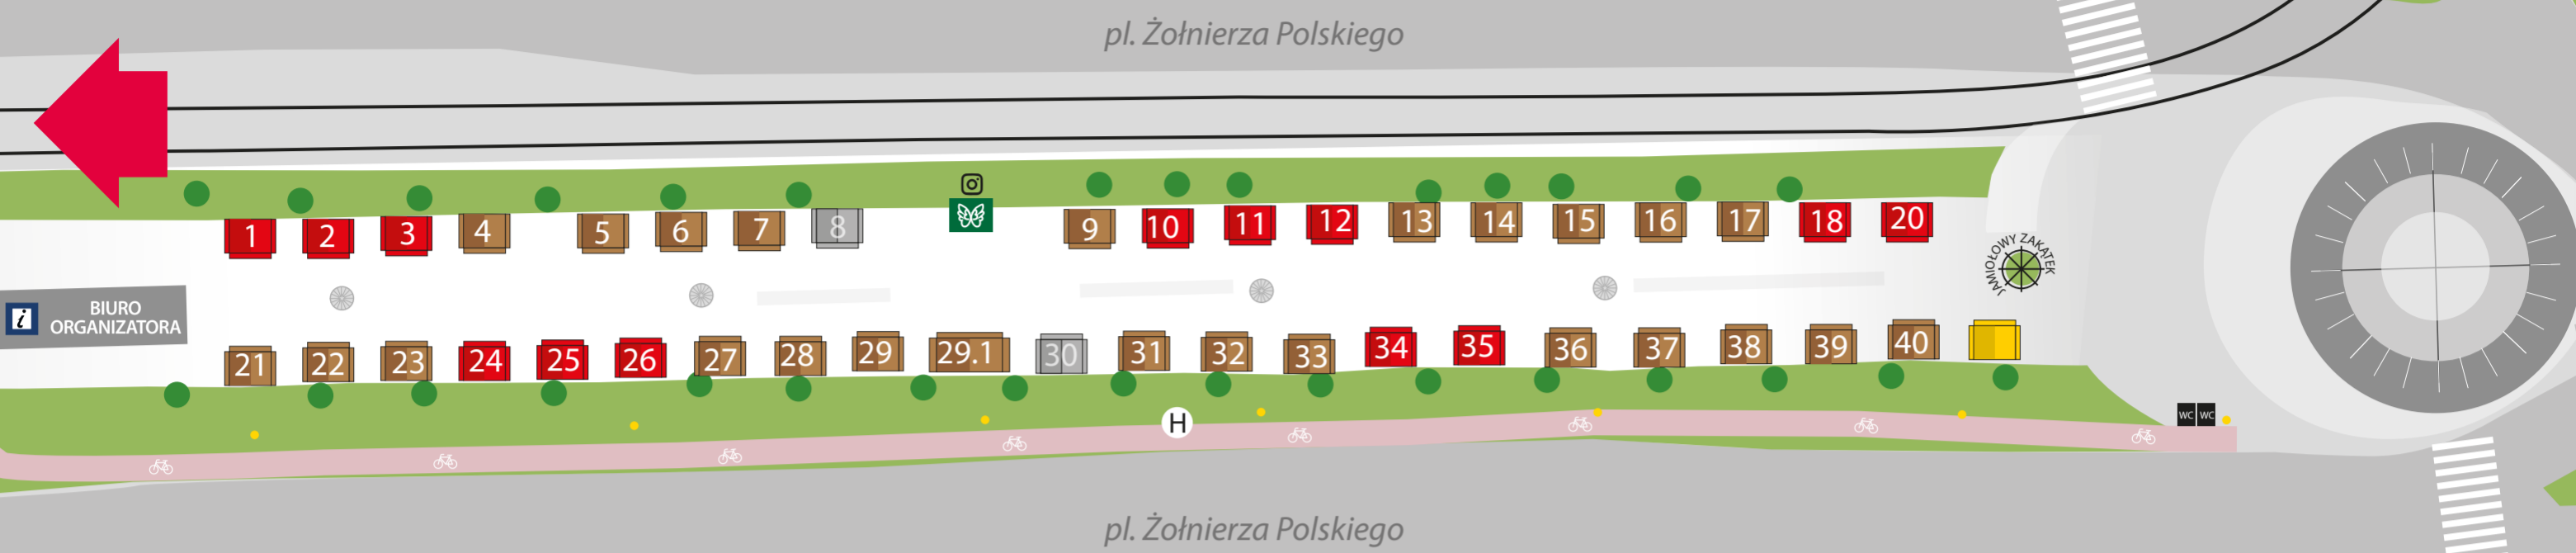 pl. Żołnierza Polskiego
1 2 3 4 5 6 7 8 9 10 11 12 13 14 15 16 17 18 20
JAMIOŁOWY ZAKĄTEK
i BIURO
ORGANIZATORA
21 22 23 24 25 26 27 28 29 29.1 30 31 32 33 34 35 36 37 38 39 40
H
WC WC
pl. Żołnierza Polskiego